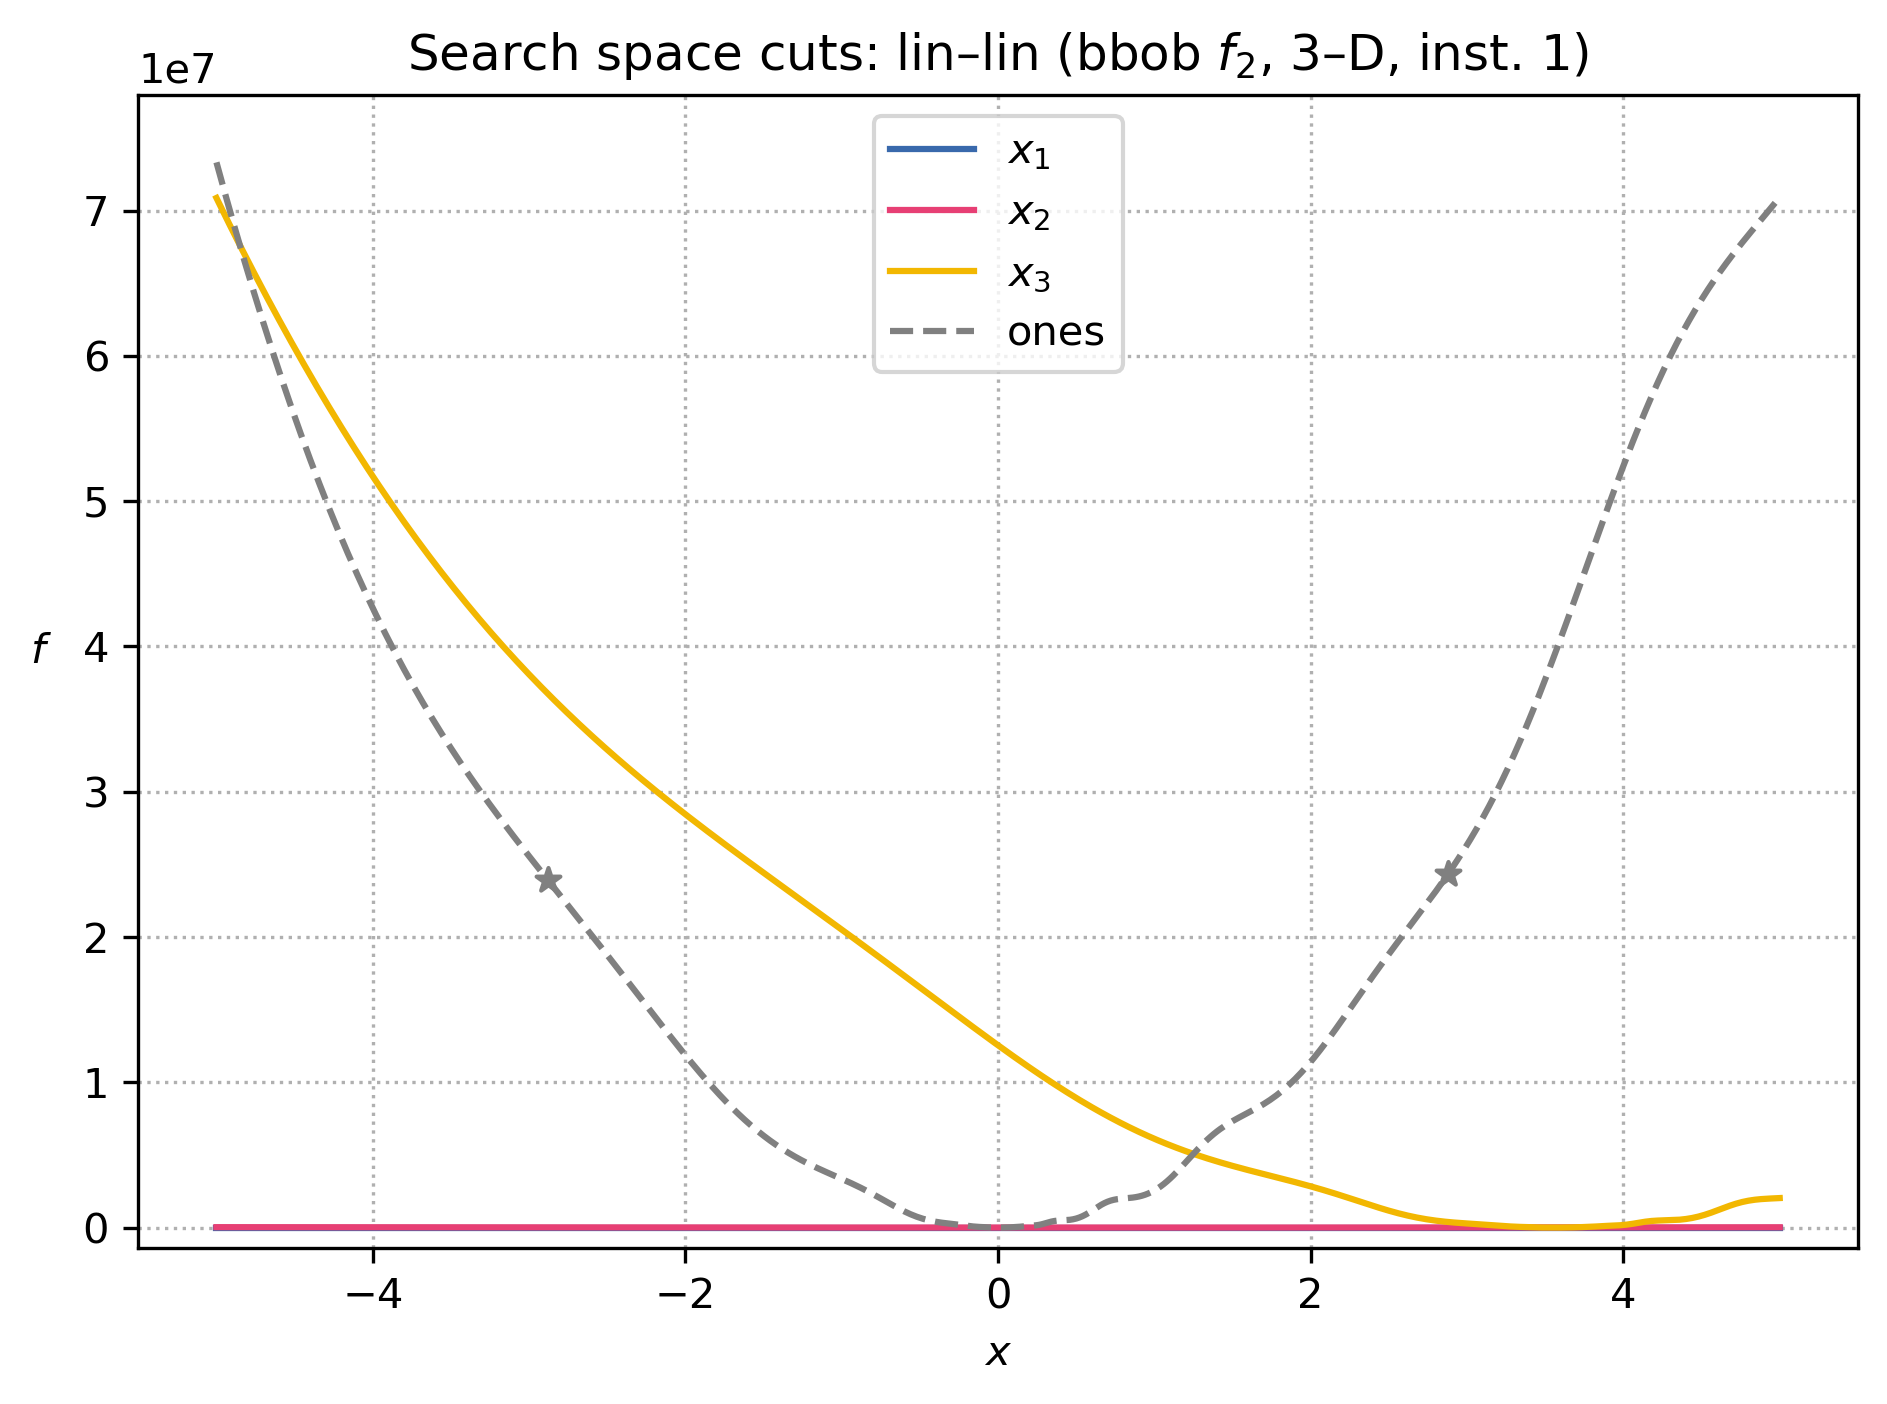 Search space cuts: lin–lin (bbob f₂, 3–D, inst. 1)
1e7
x₁
x₂
x₃
ones
7
6
5
4
3
2
1
0
f
−4 −2 0 2 4
x